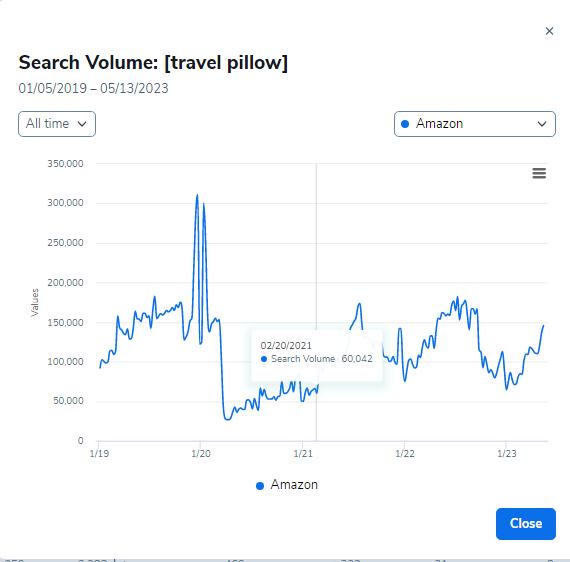 ×
Search Volume: [travel pillow]
01/05/2019 – 05/13/2023
All time
Amazon
350,000
300,000
250,000
200,000
150,000
100,000
50,000
0
Values
02/20/2021
Search Volume 60,042
1/19 1/20 1/21 1/22 1/23
Amazon
Close